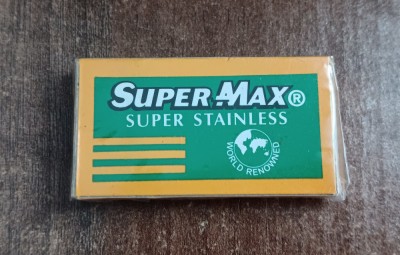 SUPER-MAX®
SUPER STAINLESS
WORLD RENOWNED